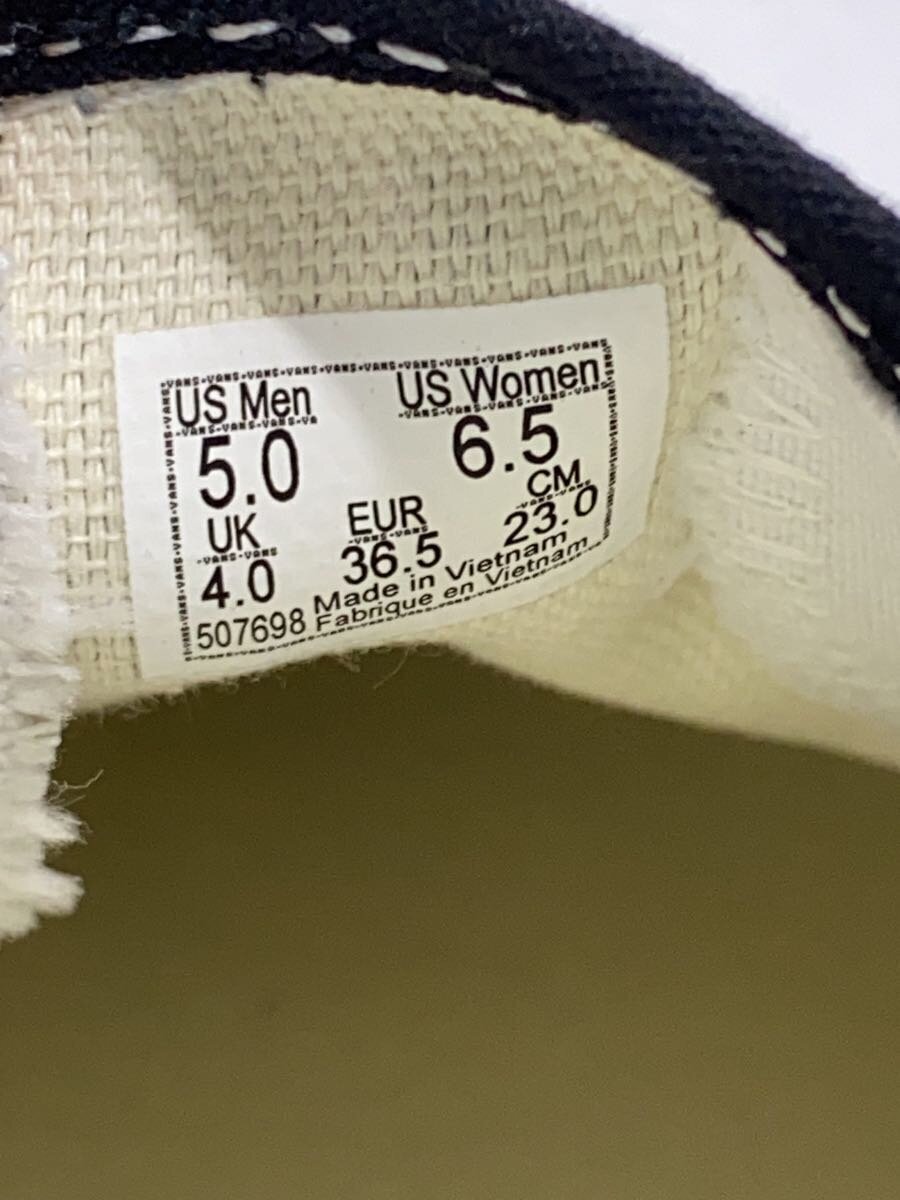 US Men US Women
5.0 6.5
UK EUR CM
4.0 36.5 23.0
Made in Vietnam
507698 Fabrique en Vietnam